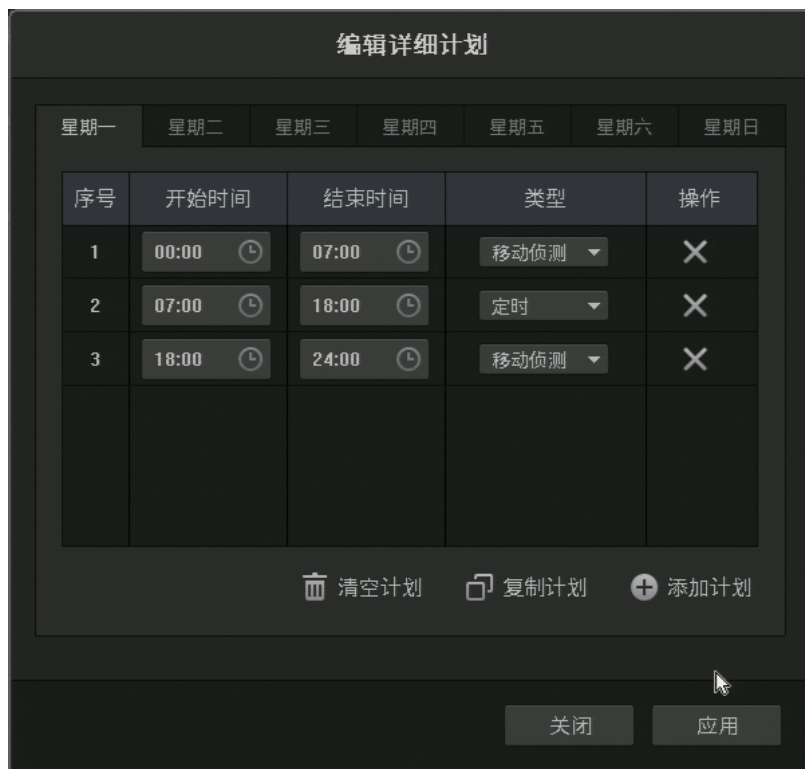 编辑详细计划
星期一 星期二 星期三 星期四 星期五 星期六 星期日
序号 开始时间 结束时间 类型 操作
1 00:00 07:00 移动侦测
2 07:00 18:00 定时
3 18:00 24:00 移动侦测
清空计划 复制计划 添加计划
关闭 应用